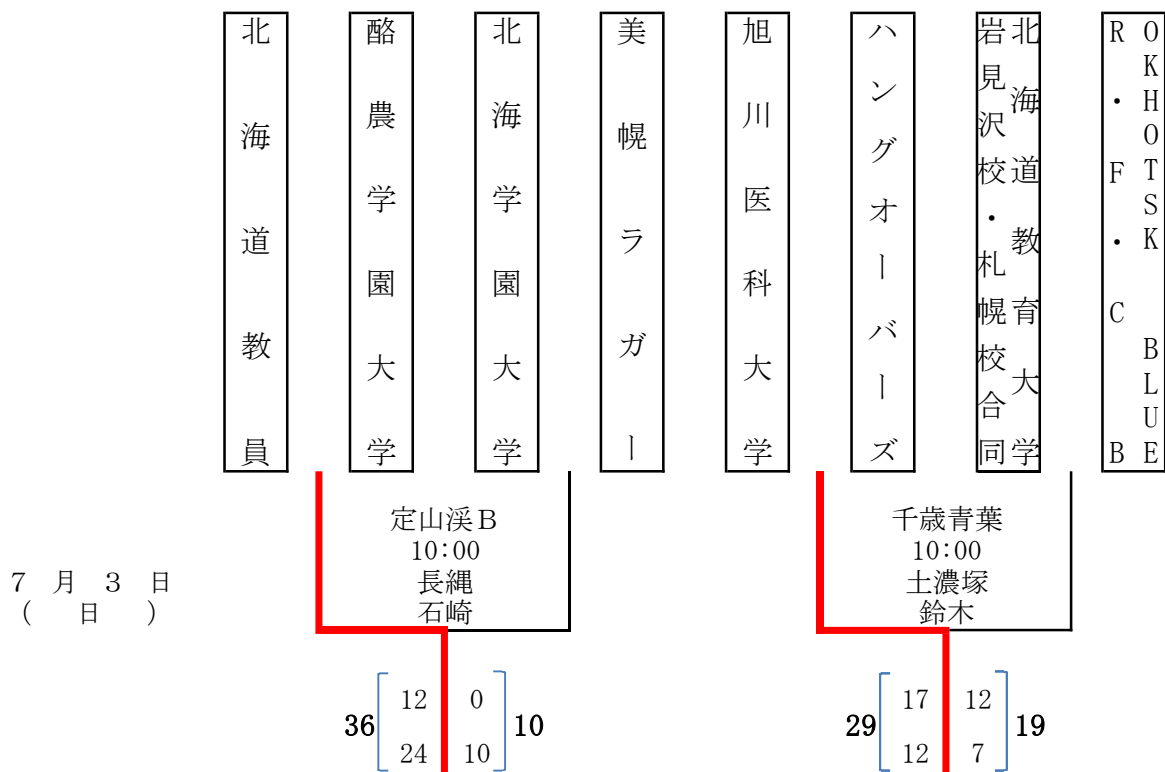 北海道教員
酪農学園大学
北海学園大学
美幌ラガー
旭川医科大学
ハングオーバーズ
北海道教育大学
岩見沢校・札幌校合同
OKHOTSK BLUE
R・F・C B
7月3日
(日)
定山渓B
10:00
長縄
石崎
千歳青葉
10:00
土濃塚
鈴木
36
12 0
24 10
10
29
17 12
12 7
19